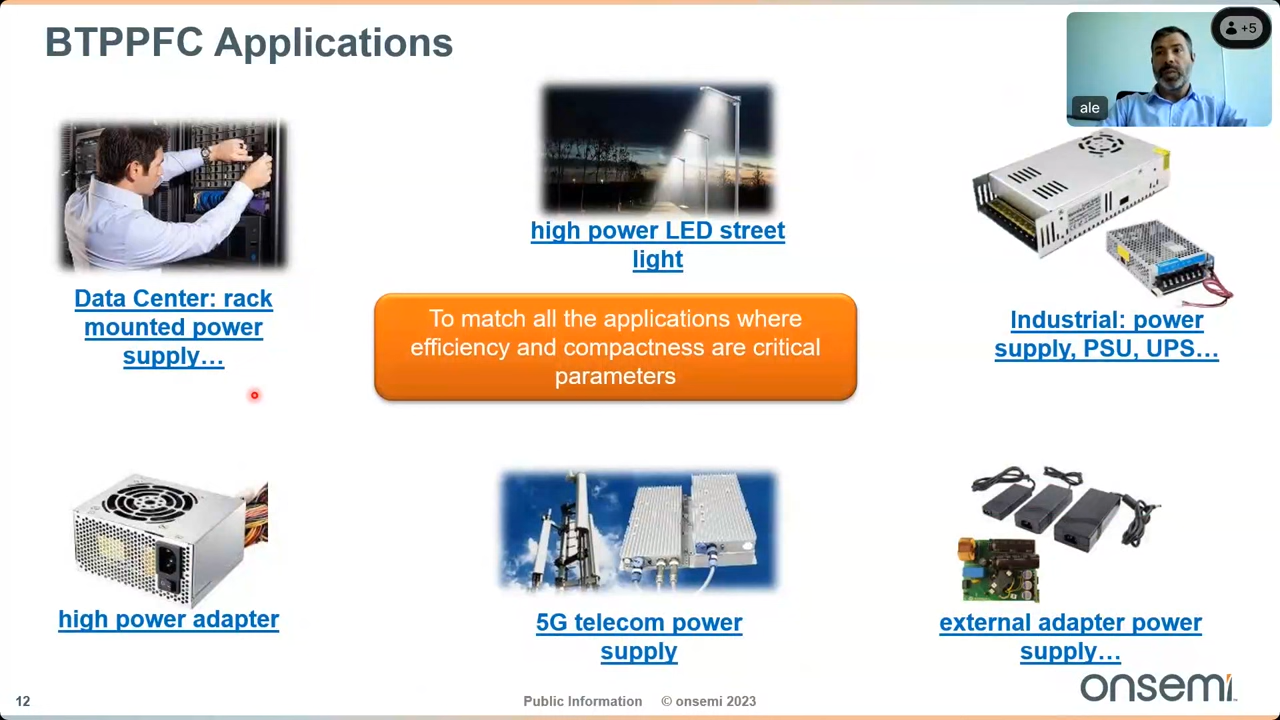 BTPPFC Applications
+5
ale
high power LED street
light
Data Center: rack
mounted power
supply…
To match all the applications where
efficiency and compactness are critical
parameters
Industrial: power
supply, PSU, UPS…
high power adapter
5G telecom power
supply
external adapter power
supply…
12
Public Information © onsemi 2023
onsemi